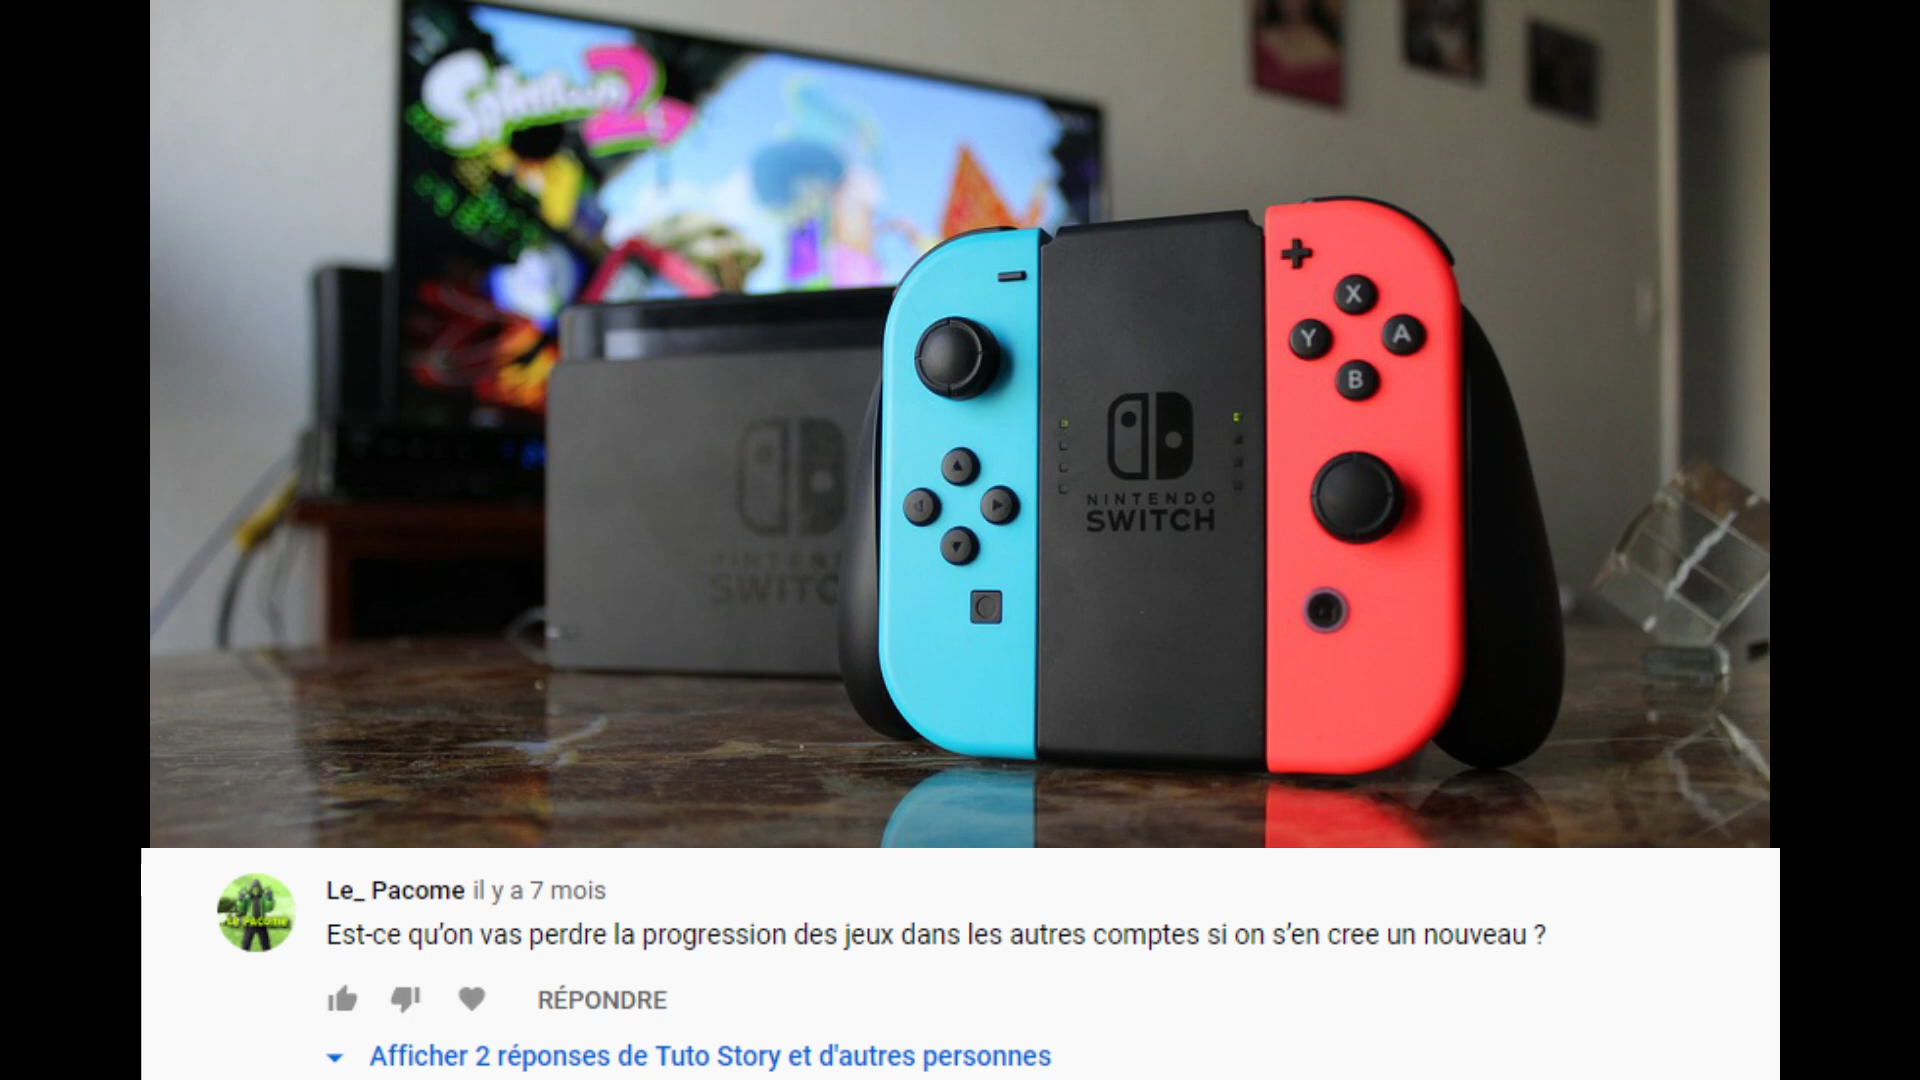 Splatoon 2
X
Y
A
B
NINTENDO
SWITCH
NINTENDO
SWITC
Le_ Pacome il y a 7 mois
Est-ce qu’on vas perdre la progression des jeux dans les autres comptes si on s’en cree un nouveau ?
RÉPONDRE
Afficher 2 réponses de Tuto Story et d'autres personnes